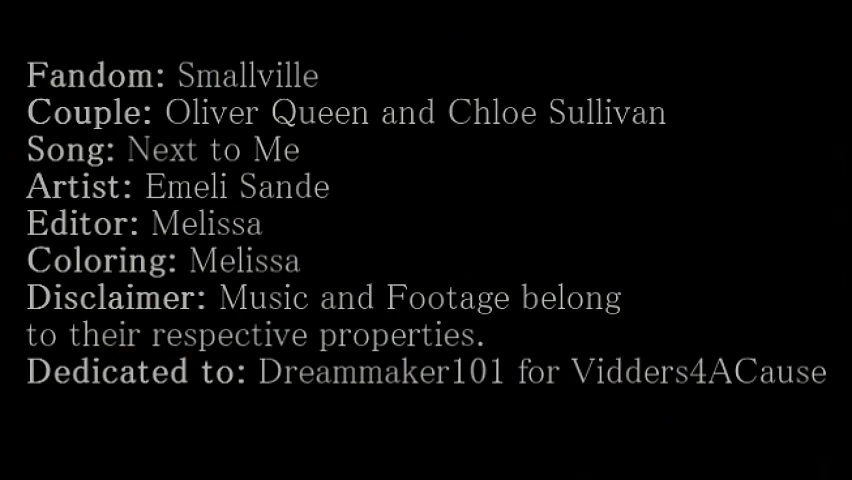 Fandom: Smallville
Couple: Oliver Queen and Chloe Sullivan
Song: Next to Me
Artist: Emeli Sande
Editor: Melissa
Coloring: Melissa
Disclaimer: Music and Footage belong
to their respective properties.
Dedicated to: Dreammaker101 for Vidders4ACause